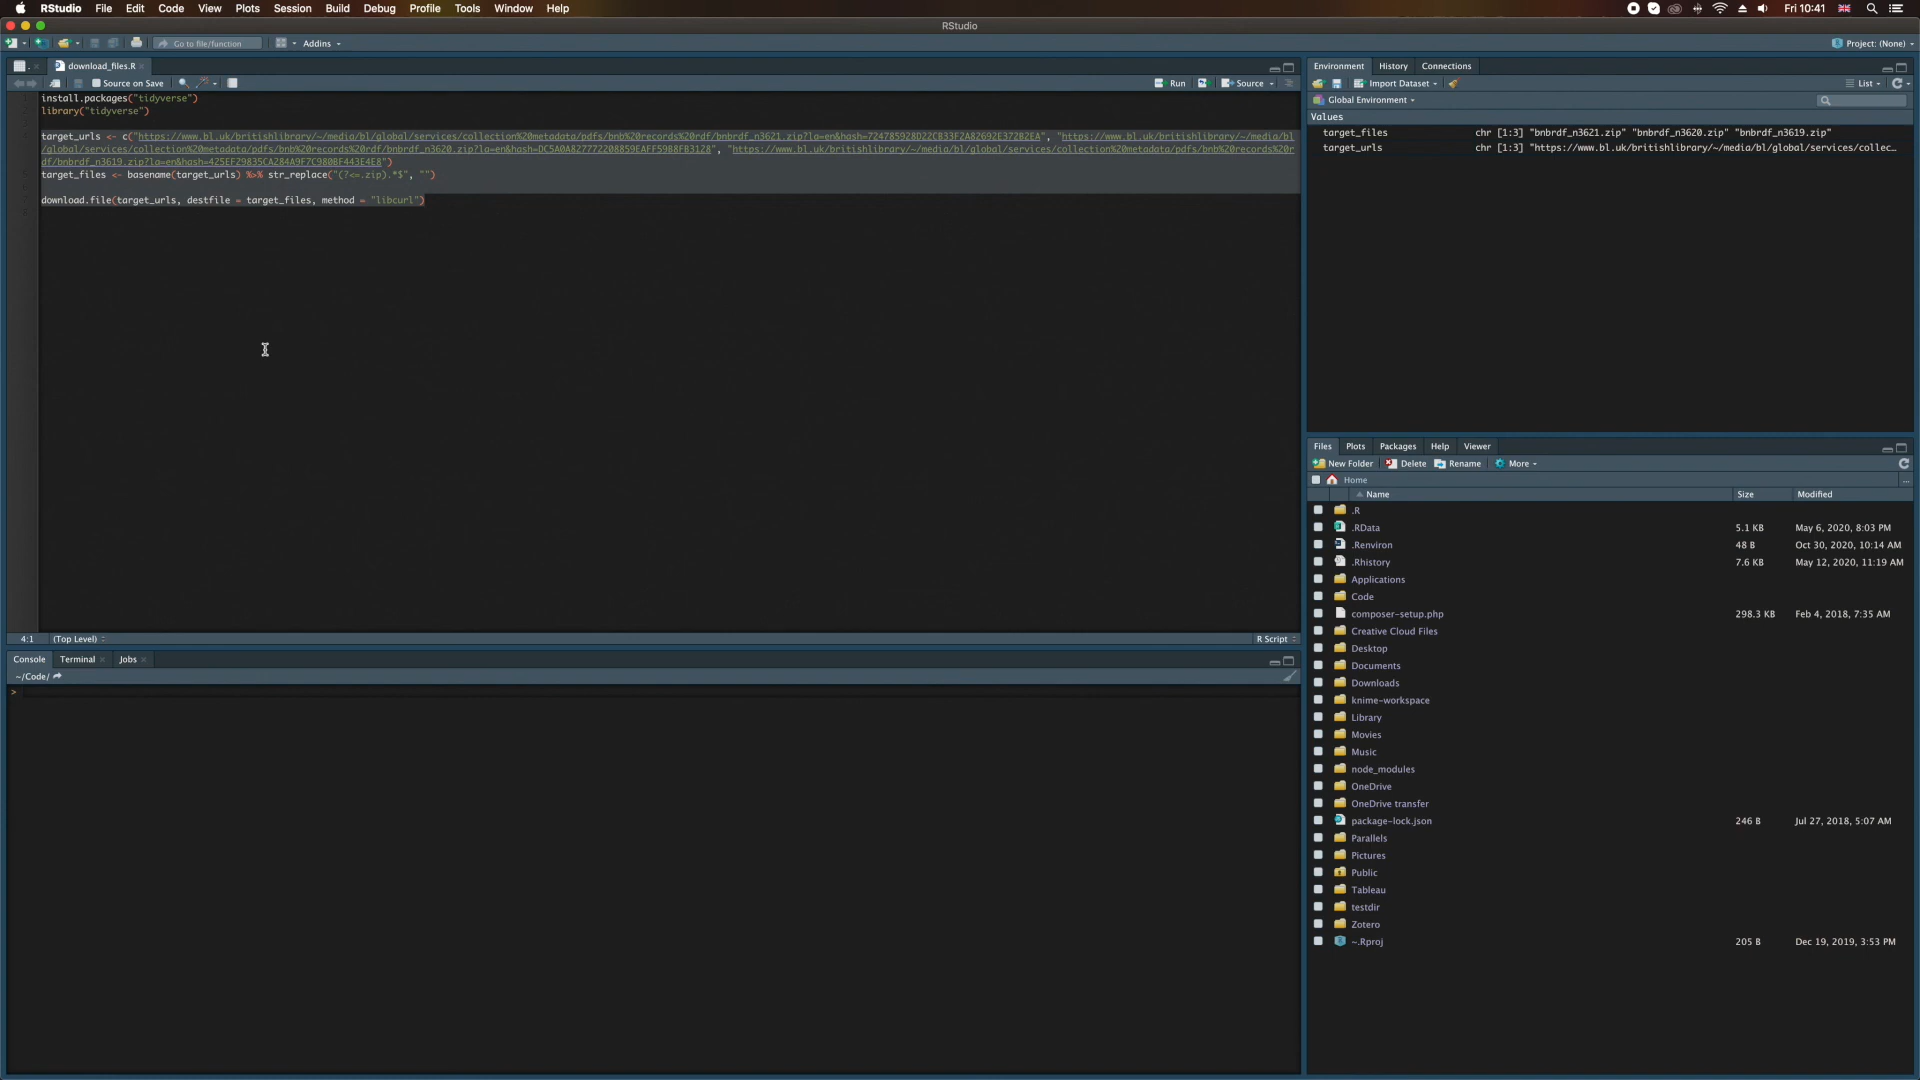 RStudio File Edit Code View Plots Session Build Debug Profile Tools Window Help Fri 10:41
RStudio
Go to file/function Addins Project: (None)
download_files.R
Source on Save Run Source
install.packages("tidyverse")
library("tidyverse")
target_urls <- c("https://www.bl.uk/britishlibrary/~/media/bl/global/services/collection%20metadata/pdfs/bnb%20records%20rdf/bnbrdf_n3621.zip?la=en&hash=724785928D22CB33F2A82692E372B2EA", "https://www.bl.uk/britishlibrary/~/media/bl
/global/services/collection%20metadata/pdfs/bnb%20records%20rdf/bnbrdf_n3620.zip?la=en&hash=DC5A0A8277722208859EAFF5988FB3128", "https://www.bl.uk/britishlibrary/~/media/bl/global/services/collection%20metadata/pdfs/bnb%20records%20r
df/bnbrdf_n3619.zip?la=en&hash=425EF29835CA284A9F7C980BF443E4E8")
target_files <- basename(target_urls) %>% str_replace("(?<=.zip).*$", "")
download.file(target_urls, destfile = target_files, method = "libcurl")
4:1 (Top Level) R Script
Console Terminal Jobs
~/Code/
>
Environment History Connections
Import Dataset List
Global Environment
Values
target_files chr [1:3] "bnbrdf_n3621.zip" "bnbrdf_n3620.zip" "bnbrdf_n3619.zip"
target_urls chr [1:3] "https://www.bl.uk/britishlibrary/~/media/bl/global/services/collec...
Files Plots Packages Help Viewer
New Folder Delete Rename More
Home ...
Name Size Modified
.R
.RData 5.1 KB May 6, 2020, 8:03 PM
.Renviron 48 B Oct 30, 2020, 10:14 AM
.Rhistory 7.6 KB May 12, 2020, 11:19 AM
Applications
Code
composer-setup.php 298.3 KB Feb 4, 2018, 7:35 AM
Creative Cloud Files
Desktop
Documents
Downloads
knime-workspace
Library
Movies
Music
node_modules
OneDrive
OneDrive transfer
package-lock.json 246 B Jul 27, 2018, 5:07 AM
Parallels
Pictures
Public
Tableau
testdir
Zotero
~.Rproj 205 B Dec 19, 2019, 3:53 PM